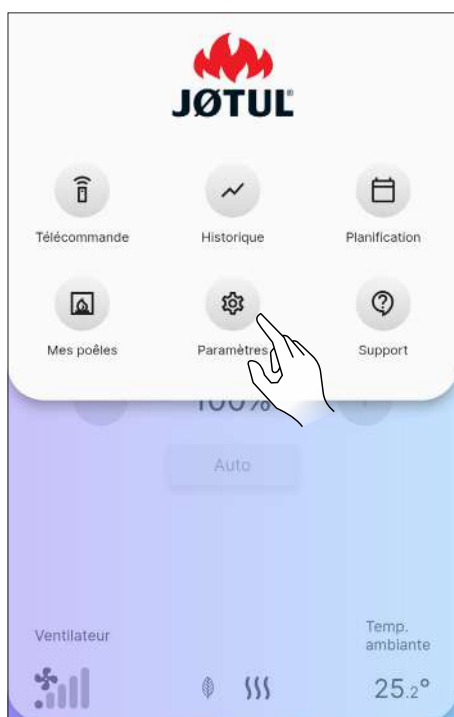 JØTUL
Télécommande
Historique
Planification
Mes poêles
Paramètres
Support
100%
Auto
Ventilateur
Temp.
ambiante
25.2°